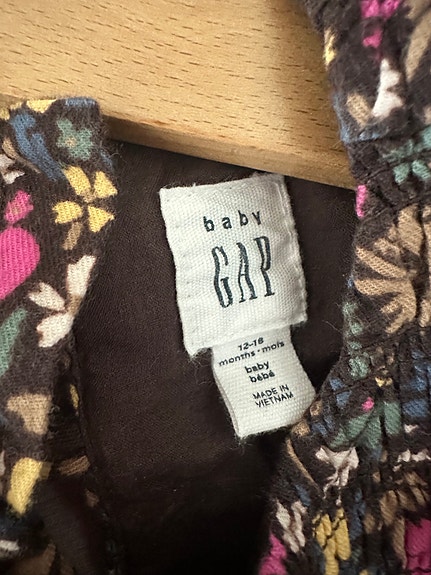 baby
GAP
12-18
months • mois
baby
bébé
MADE IN
VIETNAM